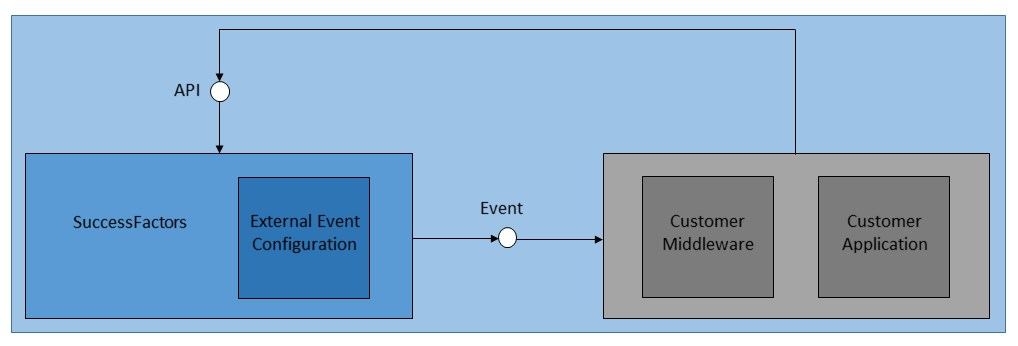 API
SuccessFactors
External Event
Configuration
Event
Customer
Middleware
Customer
Application